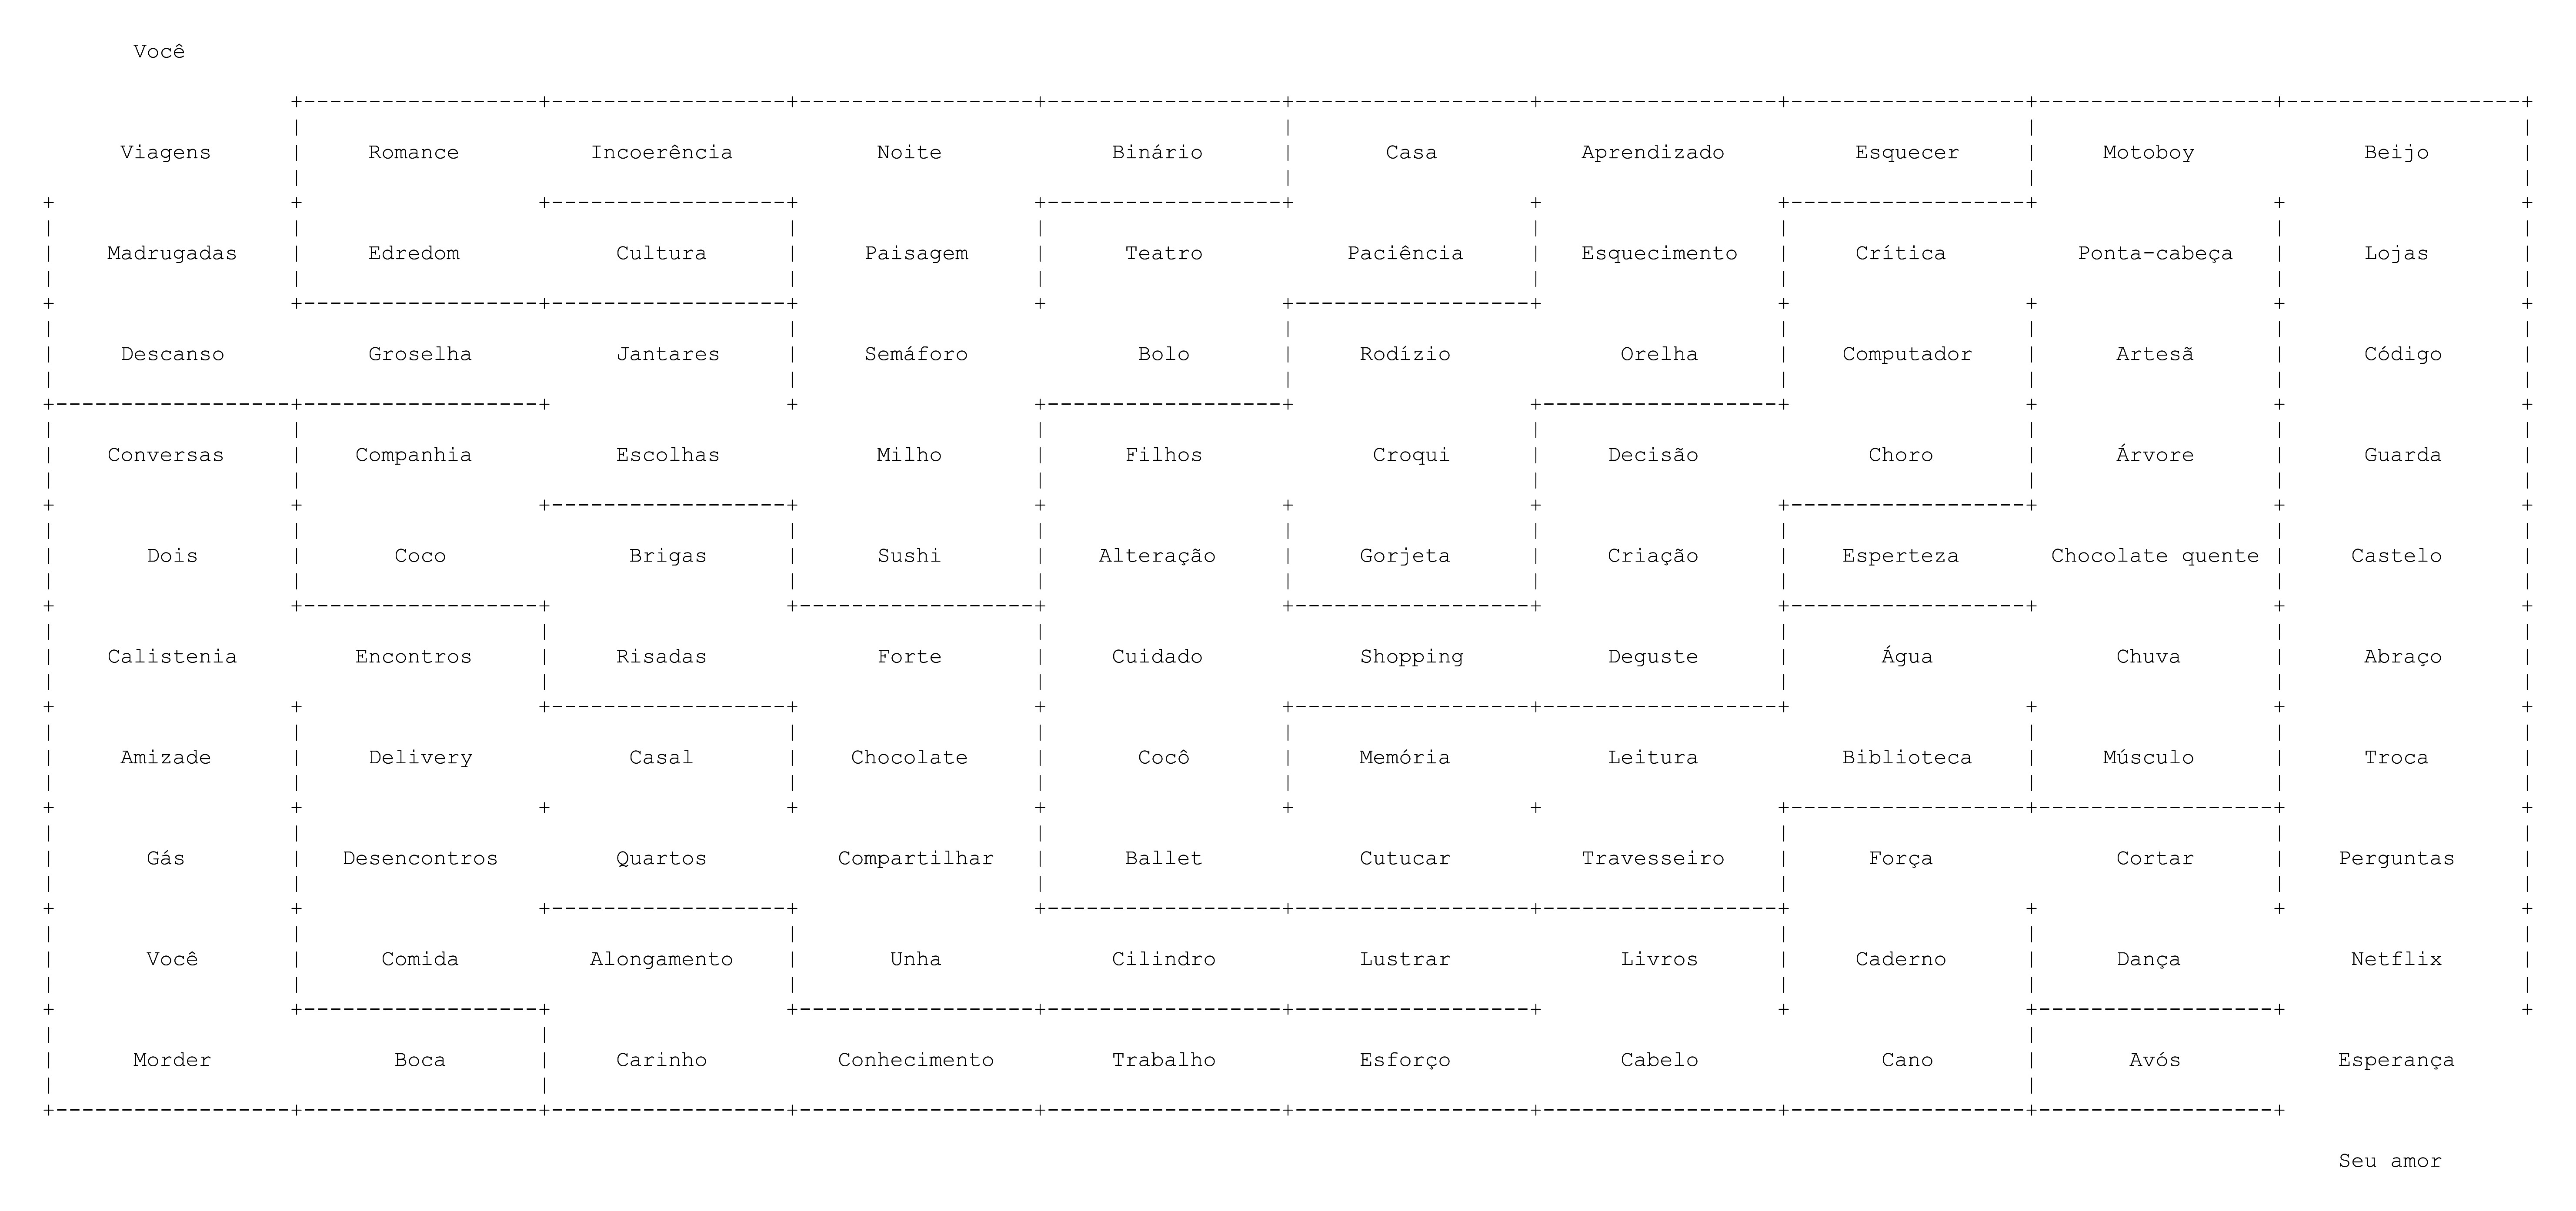 Você
Viagens Romance Incoerência Noite Binário Casa Aprendizado Esquecer Motoboy Beijo
Madrugadas Edredom Cultura Paisagem Teatro Paciência Esquecimento Crítica Ponta-cabeça Lojas
Descanso Groselha Jantares Semáforo Bolo Rodízio Orelha Computador Artesã Código
Conversas Companhia Escolhas Milho Filhos Croqui Decisão Choro Árvore Guarda
Dois Coco Brigas Sushi Alteração Gorjeta Criação Esperteza Chocolate quente Castelo
Calistenia Encontros Risadas Forte Cuidado Shopping Deguste Água Chuva Abraço
Amizade Delivery Casal Chocolate Cocô Memória Leitura Biblioteca Músculo Troca
Gás Desencontros Quartos Compartilhar Ballet Cutucar Travesseiro Força Cortar Perguntas
Você Comida Alongamento Unha Cilindro Lustrar Livros Caderno Dança Netflix
Morder Boca Carinho Conhecimento Trabalho Esforço Cabelo Cano Avós Esperança
Seu amor